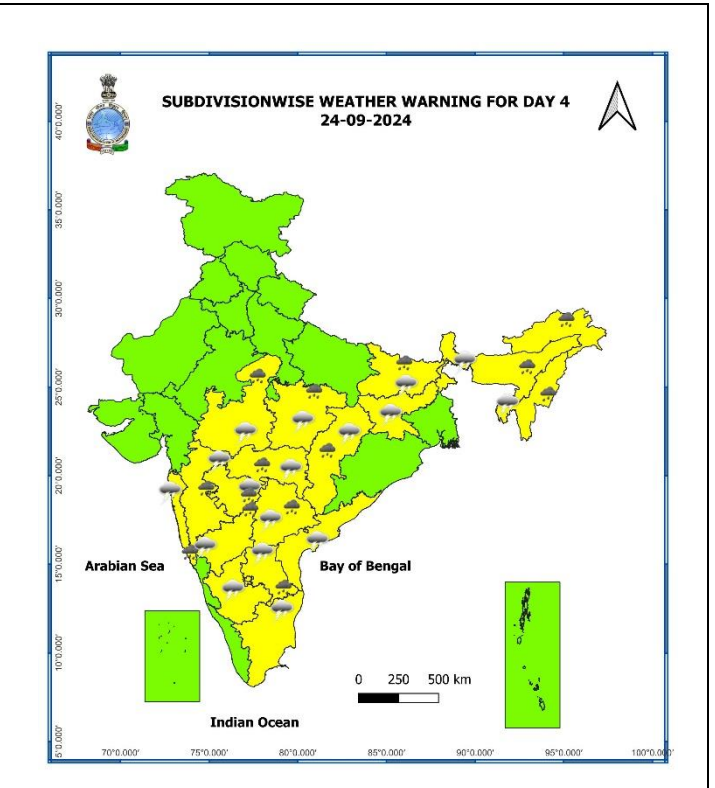 SUBDIVISIONWISE WEATHER WARNING FOR DAY 4
24-09-2024
40°0.000'
35°0.000'
30°0.000'
25°0.000'
20°0.000'
15°0.000'
10°0.000'
5°0.000'
Arabian Sea
Bay of Bengal
0 250 500 km
Indian Ocean
70°0.000' 75°0.000' 80°0.000' 85°0.000' 90°0.000' 95°0.000' 100°0.000'